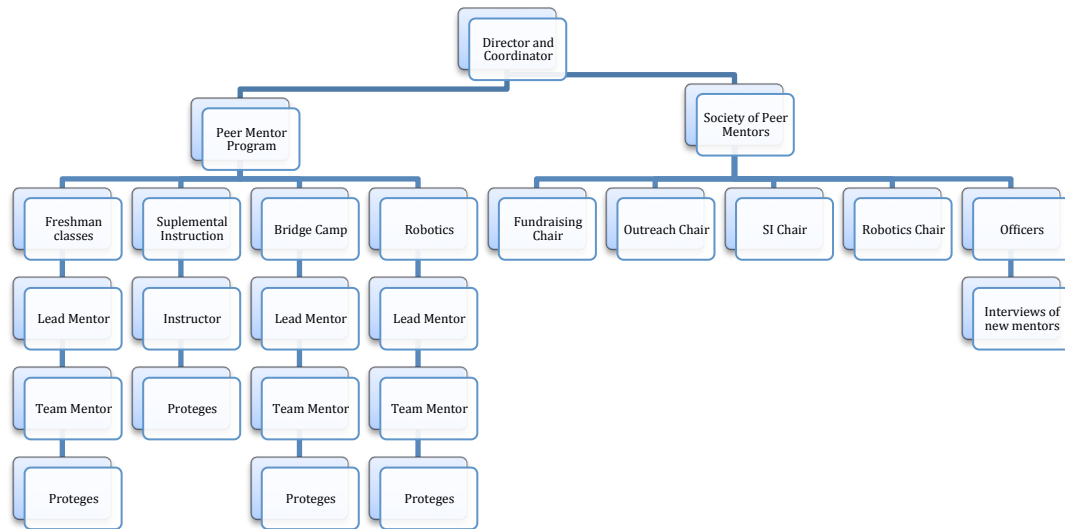 Director and
Coordinator
Peer Mentor
Program
Society of Peer
Mentors
Freshman
classes
Suplemental
Instruction
Bridge Camp
Robotics
Fundraising
Chair
Outreach Chair
SI Chair
Robotics Chair
Officers
Lead Mentor
Instructor
Lead Mentor
Lead Mentor
Interviews of
new mentors
Team Mentor
Proteges
Team Mentor
Team Mentor
Proteges
Proteges
Proteges